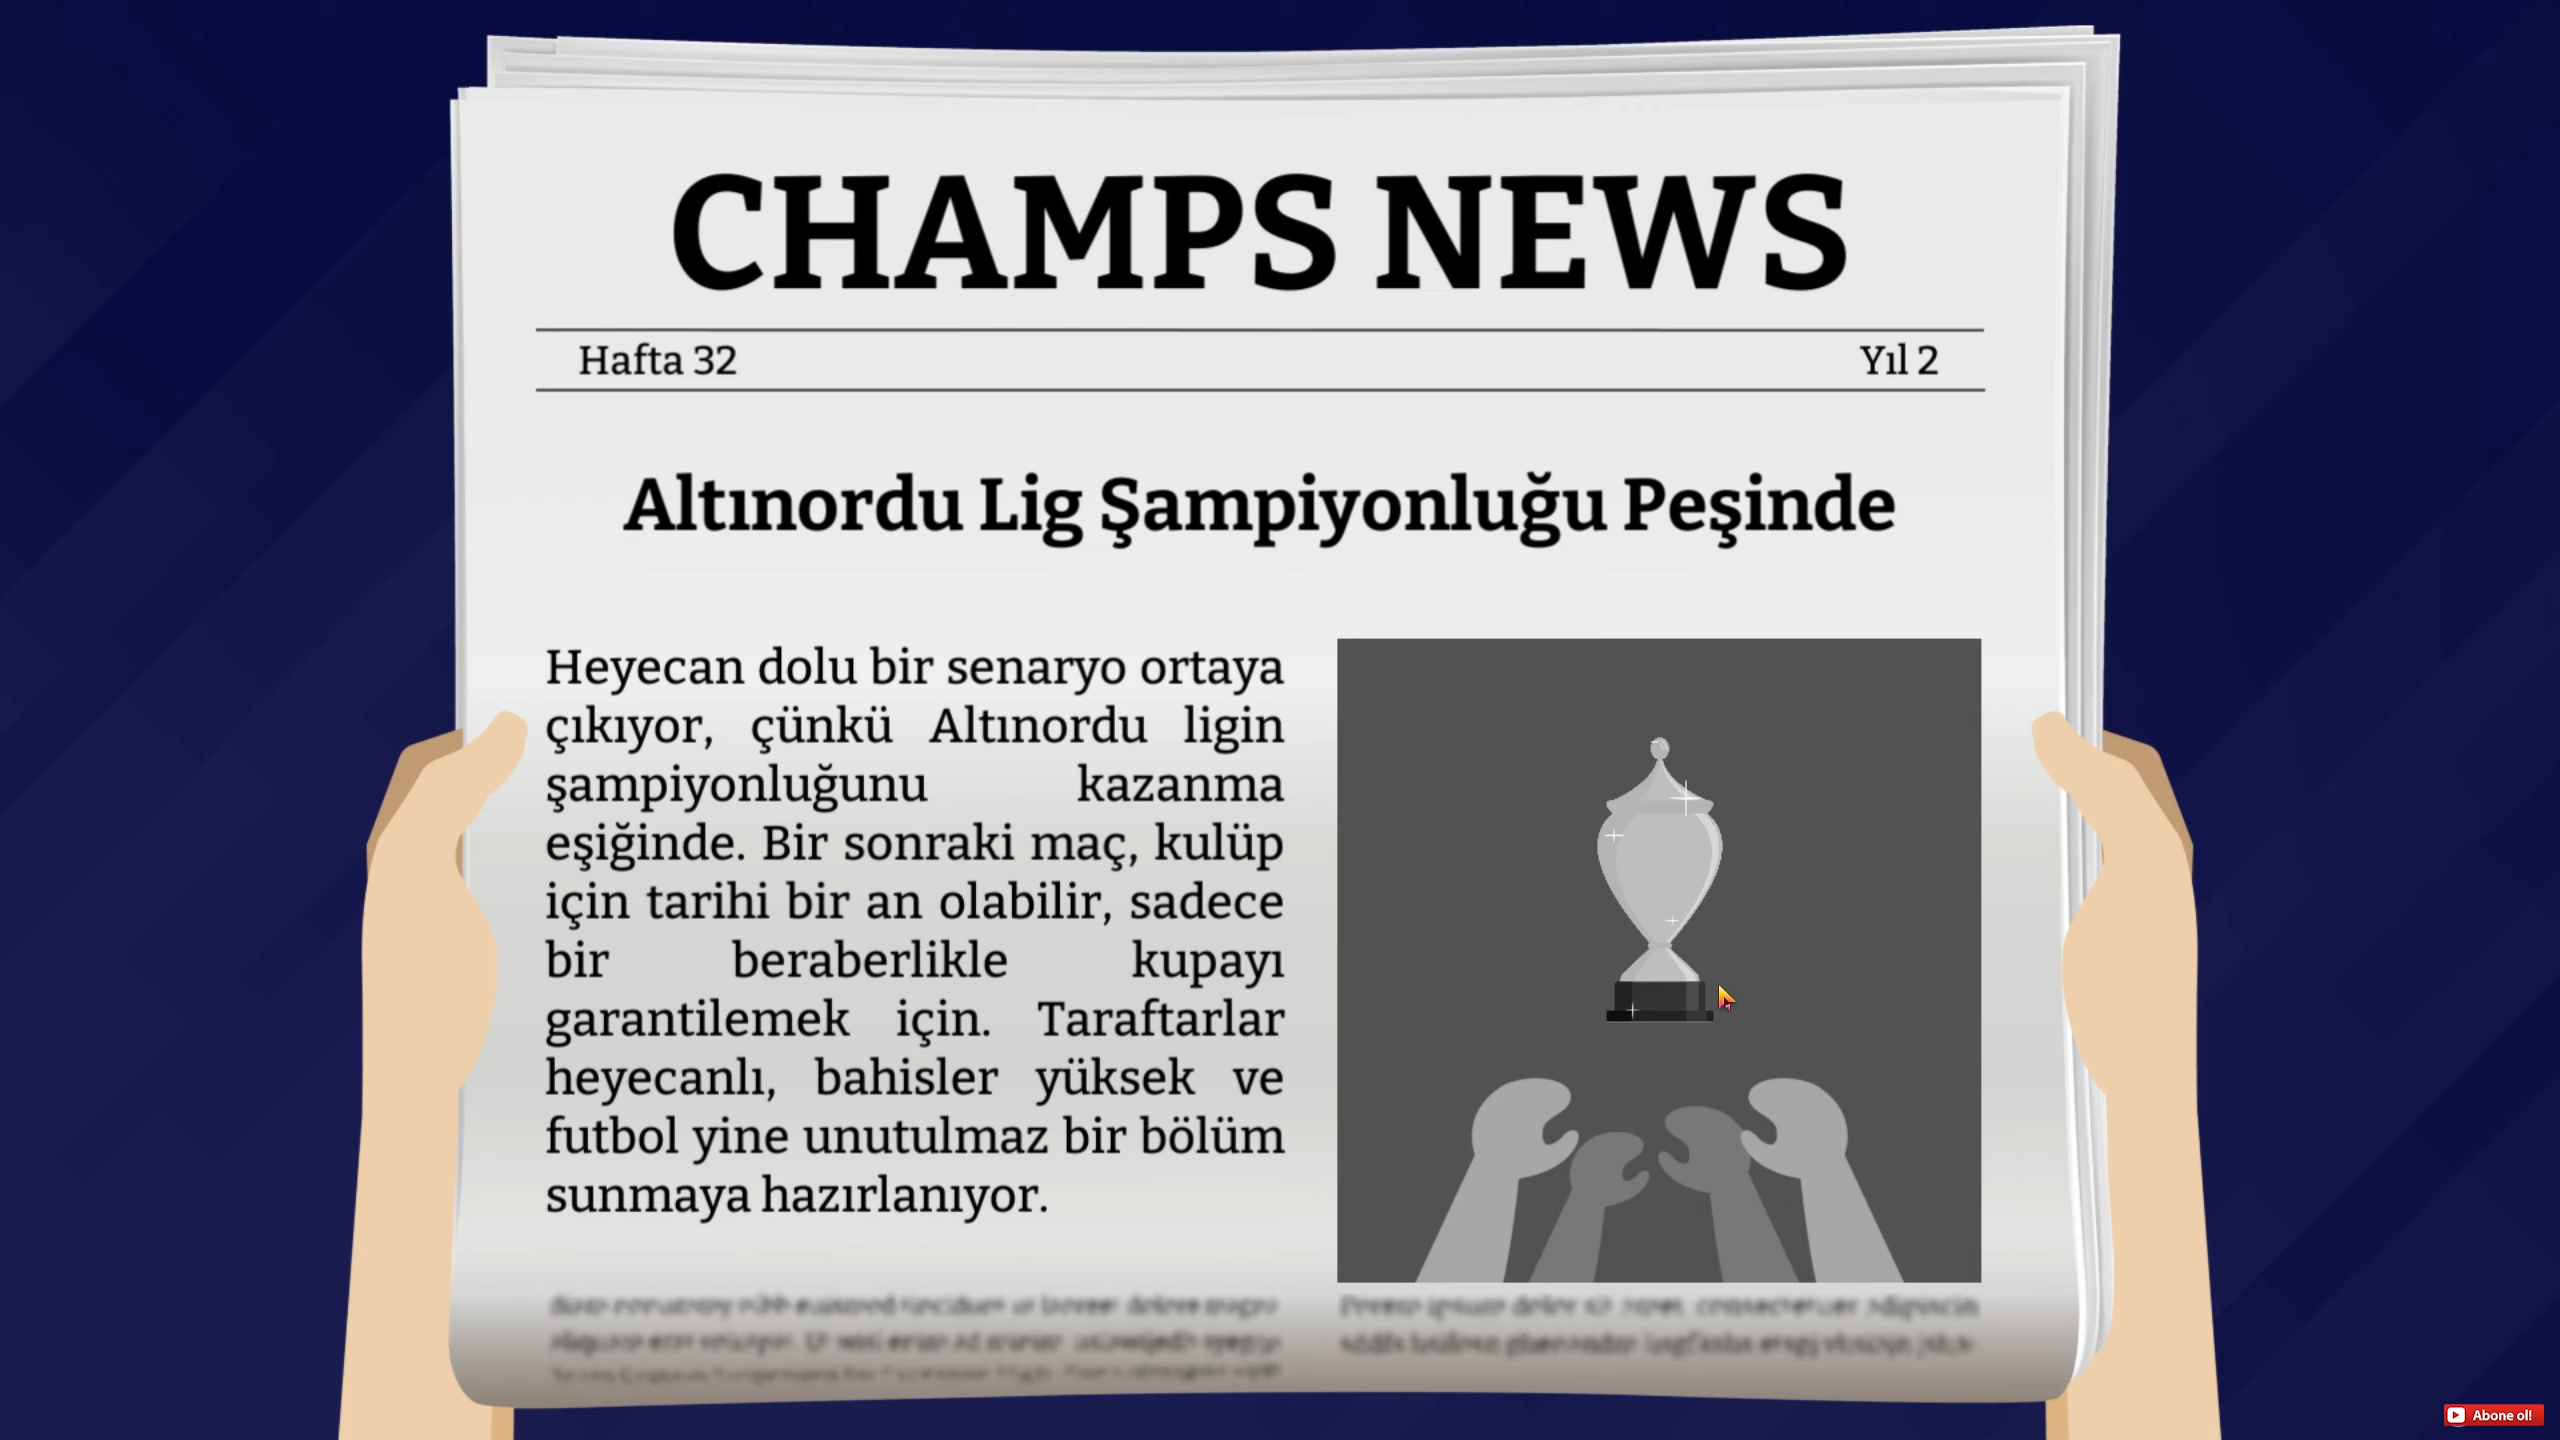 CHAMPS NEWS
Hafta 32
Yıl 2
Altınordu Lig Şampiyonluğu Peşinde
Heyecan dolu bir senaryo ortaya
çıkıyor, çünkü Altınordu ligin
şampiyonluğunu kazanma
eşiğinde. Bir sonraki maç, kulüp
için tarihi bir an olabilir, sadece
bir beraberlikle kupayı
garantilemek için. Taraftarlar
heyecanlı, bahisler yüksek ve
futbol yine unutulmaz bir bölüm
sunmaya hazırlanıyor.
Abone ol!